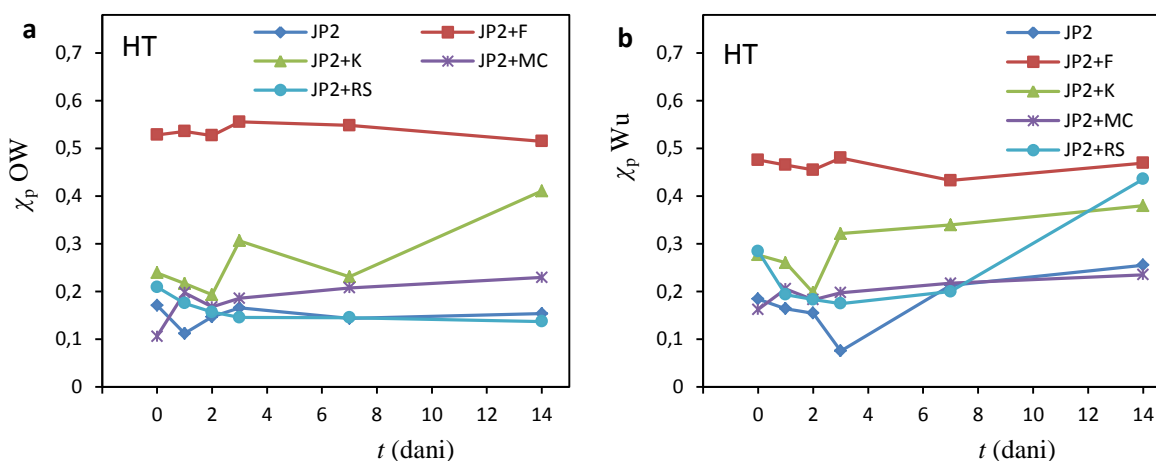 a
HT
JP2
JP2+F
JP2+K
JP2+MC
JP2+RS
0,7
0,6
0,5
0,4
0,3
0,2
0,1
0
χp OW
0 2 4 6 8 10 12 14
t (dani)
b
HT
JP2
JP2+F
JP2+K
JP2+MC
JP2+RS
0,7
0,6
0,5
0,4
0,3
0,2
0,1
0
χp Wu
0 2 4 6 8 10 12 14
t (dani)